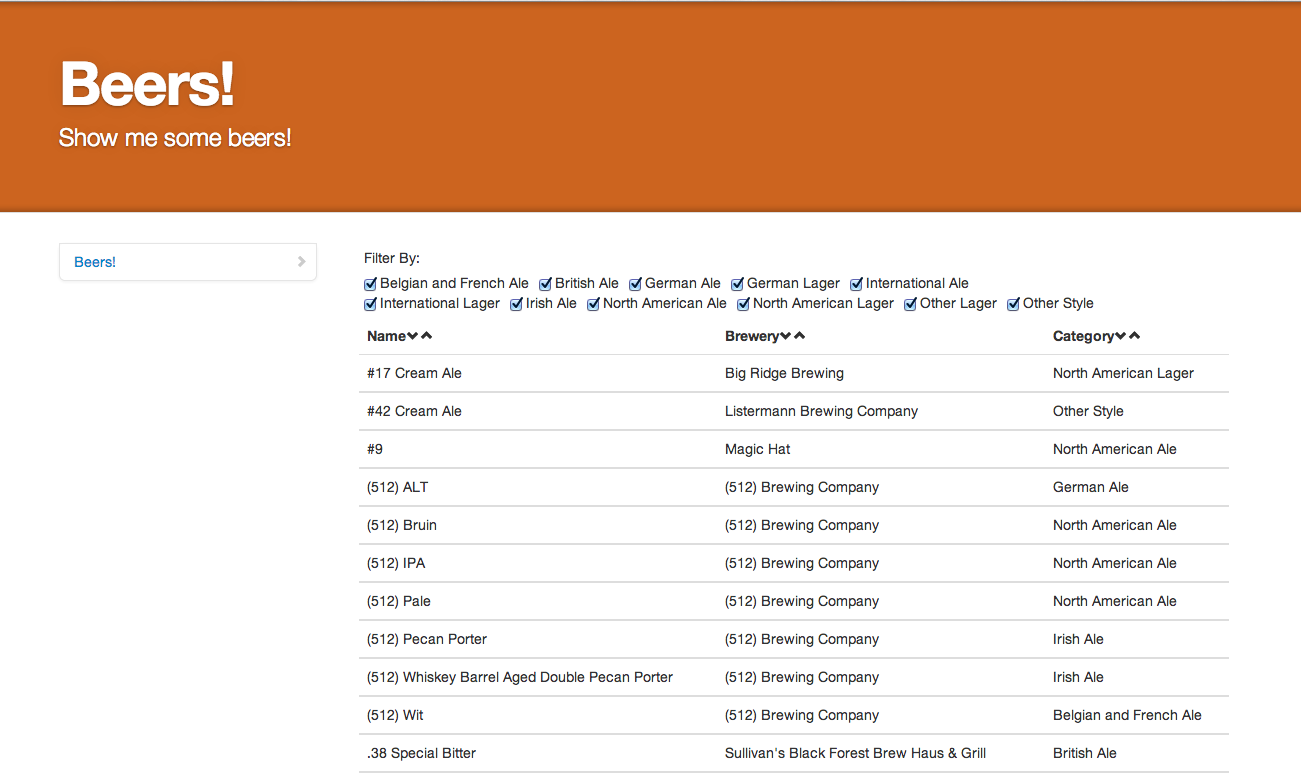 Beers!
Show me some beers!
Beers!
Filter By:
Belgian and French Ale British Ale German Ale German Lager International Ale
International Lager Irish Ale North American Ale North American Lager Other Lager Other Style
Name Brewery Category
#17 Cream Ale Big Ridge Brewing North American Lager
#42 Cream Ale Listermann Brewing Company Other Style
#9 Magic Hat North American Ale
(512) ALT (512) Brewing Company German Ale
(512) Bruin (512) Brewing Company North American Ale
(512) IPA (512) Brewing Company North American Ale
(512) Pale (512) Brewing Company North American Ale
(512) Pecan Porter (512) Brewing Company Irish Ale
(512) Whiskey Barrel Aged Double Pecan Porter (512) Brewing Company Irish Ale
(512) Wit (512) Brewing Company Belgian and French Ale
.38 Special Bitter Sullivan's Black Forest Brew Haus & Grill British Ale